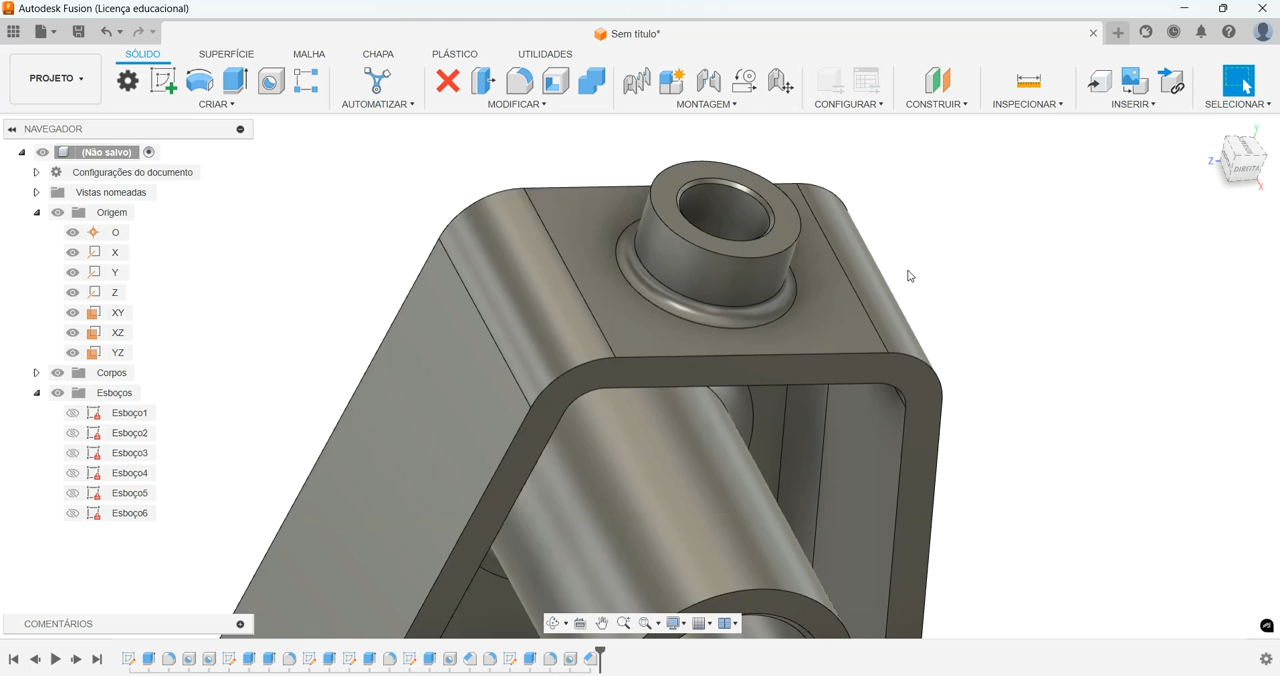 Autodesk Fusion (Licença educacional)
Sem título*
SÓLIDO SUPERFÍCIE MALHA CHAPA PLÁSTICO UTILIDADES
PROJETO
CRIAR AUTOMATIZAR MODIFICAR MONTAGEM CONFIGURAR CONSTRUIR INSPECIONAR INSERIR SELECIONAR
NAVEGADOR
(Não salvo)
Configurações do documento
Vistas nomeadas
Origem
O
X
Y
Z
XY
XZ
YZ
Corpos
Esboços
Esboço1
Esboço2
Esboço3
Esboço4
Esboço5
Esboço6
Y
Z
DIREITA
X
COMENTÁRIOS